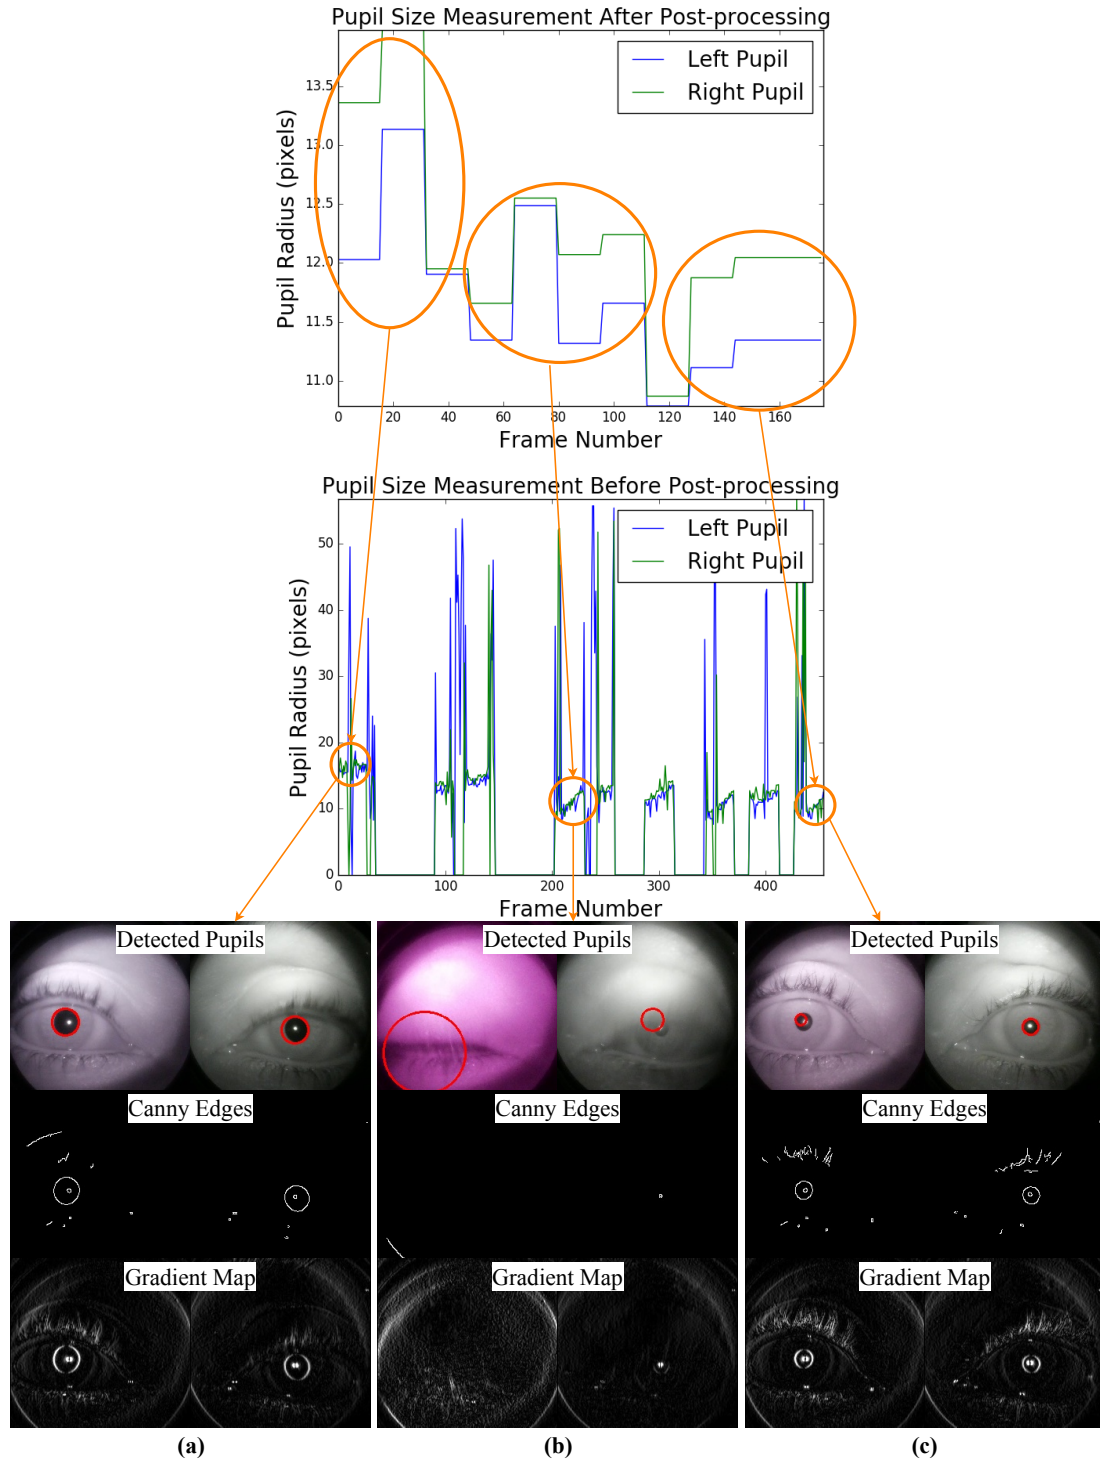 Pupil Size Measurement After Post-processing
Left Pupil
Right Pupil
Pupil Radius (pixels)
13.5
13.0
12.5
12.0
11.5
11.0
0 20 40 60 80 100 120 140 160
Frame Number
Pupil Size Measurement Before Post-processing
Left Pupil
Right Pupil
Pupil Radius (pixels)
50
40
30
20
10
0
0 100 200 300 400
Frame Number
Detected Pupils Detected Pupils Detected Pupils
Canny Edges Canny Edges Canny Edges
Gradient Map Gradient Map Gradient Map
(a) (b) (c)